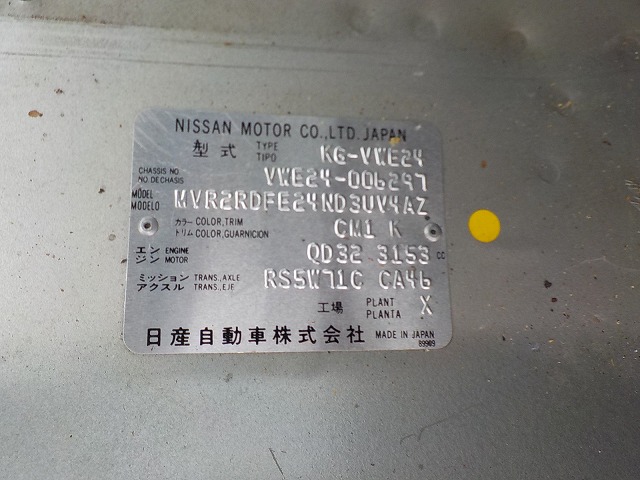 NISSAN MOTOR CO.,LTD. JAPAN
型式 TYPE TIPO KG-VWE24
CHASSIS NO. NO. DE CHASIS VWE24-006297
MODEL MODELO MVR2RDFE24ND3UV4AZ
カラー COLOR,TRIM
トリム COLOR,GUARNICION CM1 K
エンジン ENGINE MOTOR QD32 3153 CC
ミッション TRANS.,AXLE
アクスル TRANS.,EJE RS5W71C CA46
工場 PLANT PLANTA X
日産自動車株式会社 MADE IN JAPAN
89909